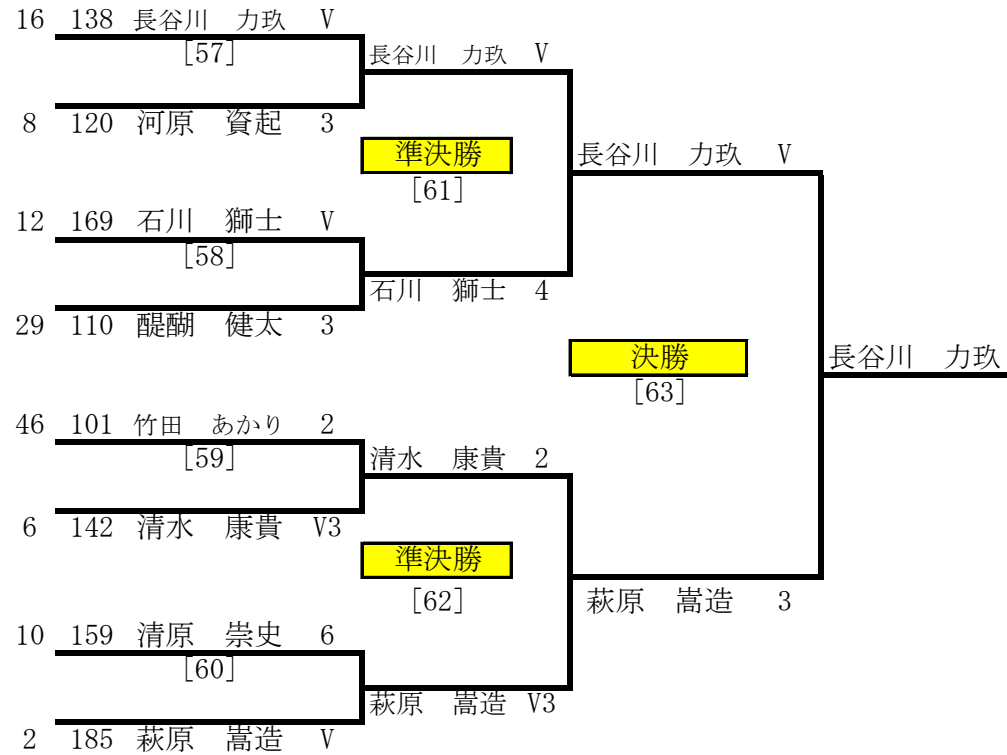 16 138 長谷川 力玖 V
[57]
長谷川 力玖 V
8 120 河原 資起 3
準決勝
[61]
長谷川 力玖 V
12 169 石川 獅士 V
[58]
石川 獅士 4
29 110 醍醐 健太 3
決勝
[63]
長谷川 力玖
46 101 竹田 あかり 2
[59]
清水 康貴 2
6 142 清水 康貴 V3
準決勝
[62]
萩原 嵩造 3
10 159 清原 崇史 6
[60]
萩原 嵩造 V3
2 185 萩原 嵩造 V